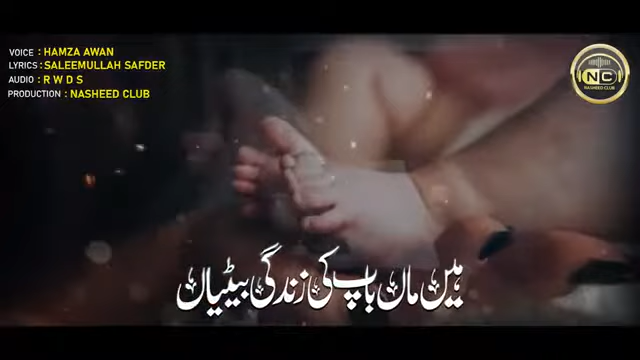 VOICE : HAMZA AWAN
LYRICS : SALEEMULLAH SAFDER
AUDIO : R W D S
PRODUCTION : NASHEED CLUB
NC
NASHEED CLUB
ہیں ماں باپ کی زندگی بیٹیاں